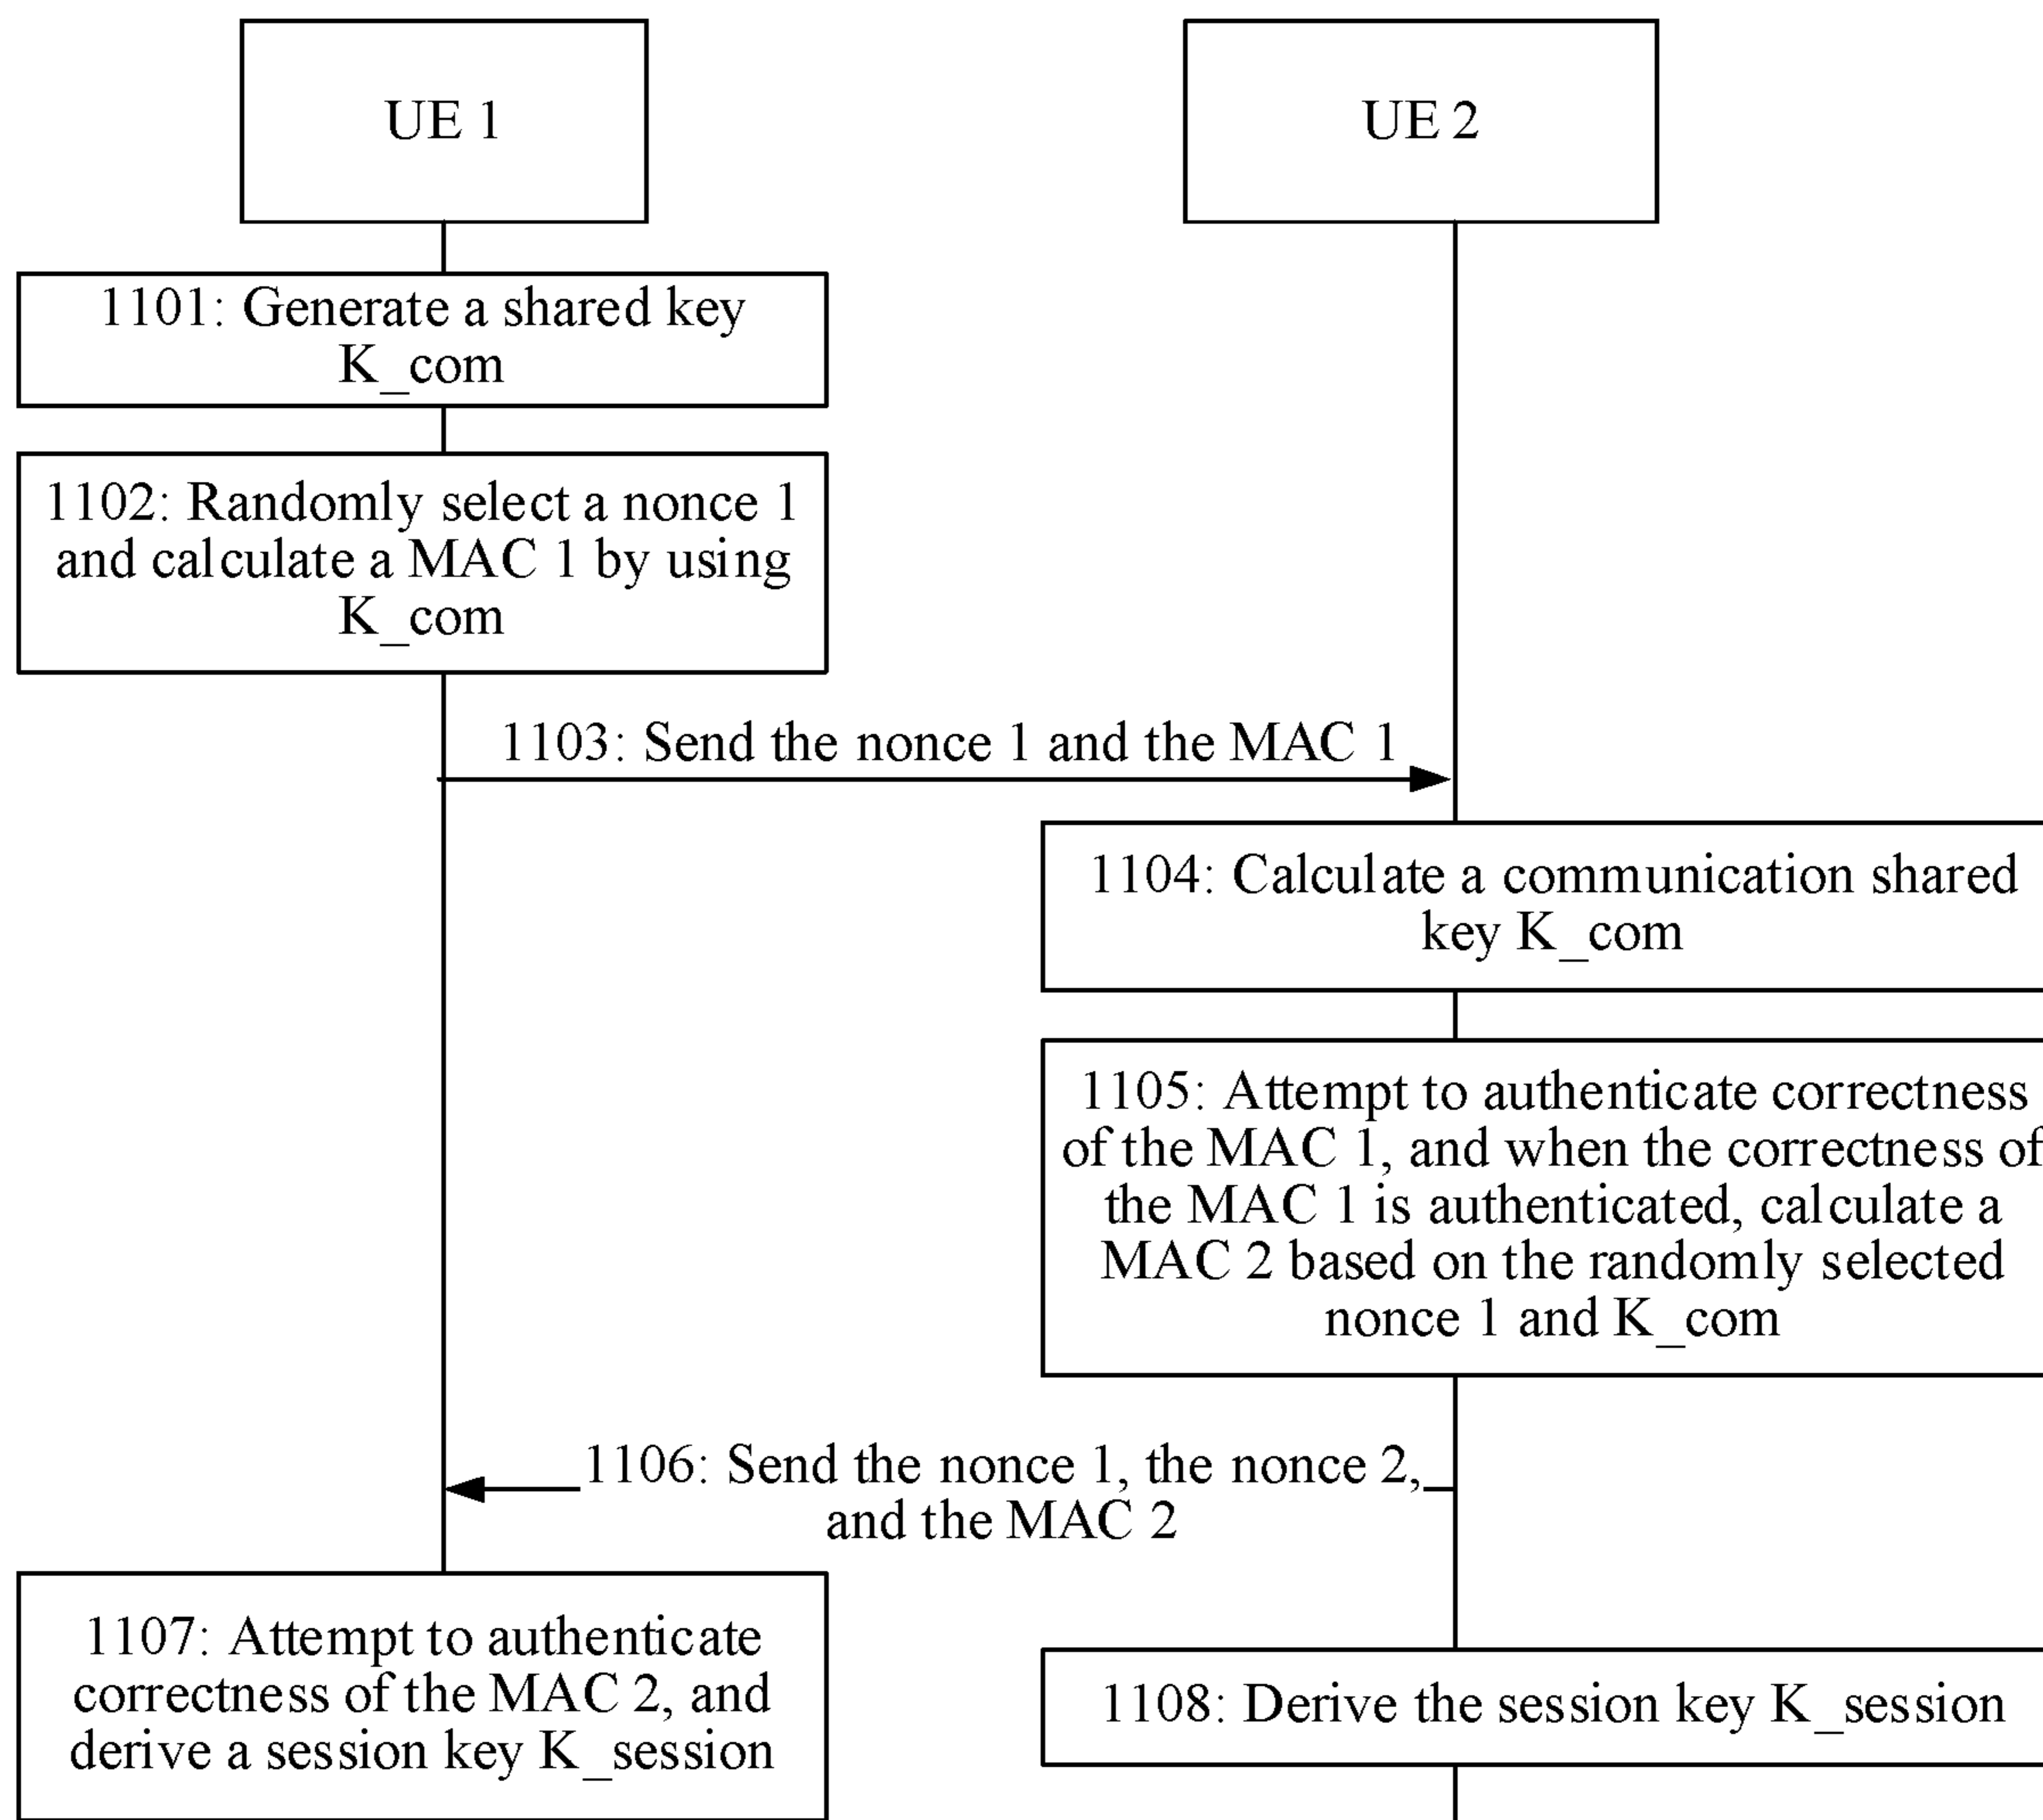 UE 1
UE 2
1101: Generate a shared key
K_com
1102: Randomly select a nonce 1
and calculate a MAC 1 by using
K_com
1103: Send the nonce 1 and the MAC 1
1104: Calculate a communication shared
key K_com
1105: Attempt to authenticate correctness
of the MAC 1, and when the correctness of
the MAC 1 is authenticated, calculate a
MAC 2 based on the randomly selected
nonce 1 and K_com
1106: Send the nonce 1, the nonce 2,
and the MAC 2
1107: Attempt to authenticate
correctness of the MAC 2, and
derive a session key K_session
1108: Derive the session key K_session